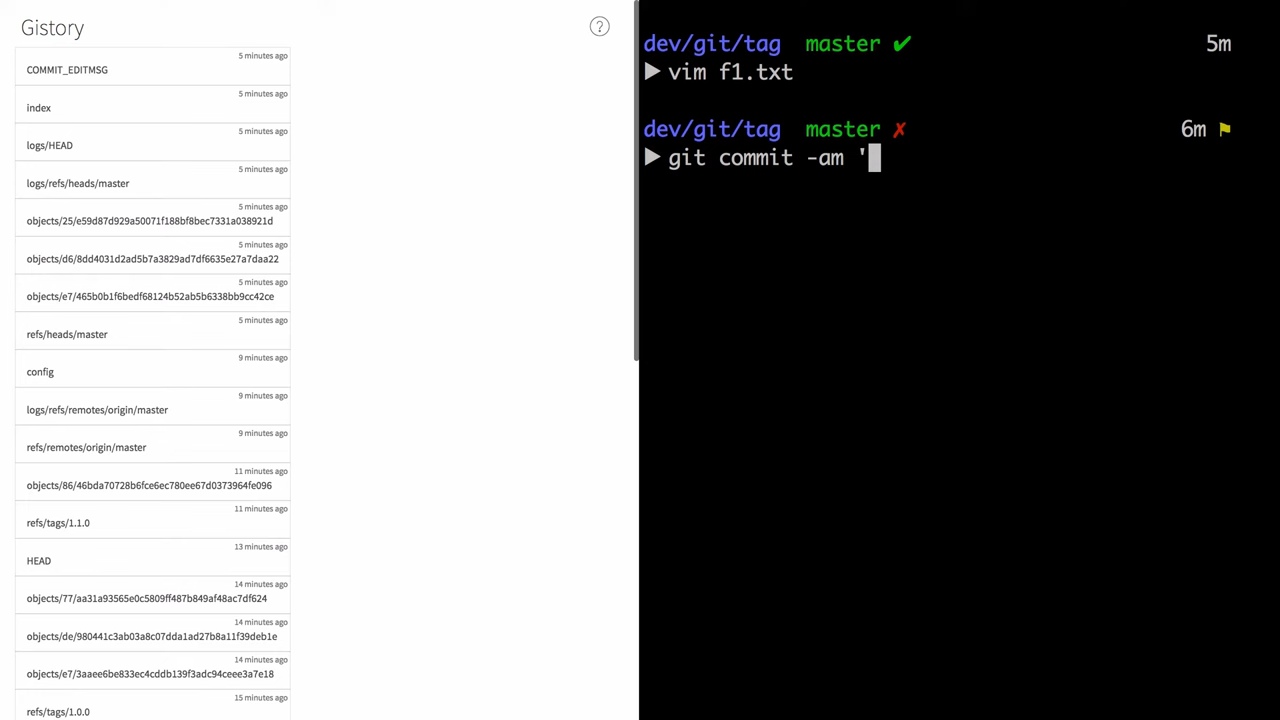 Gistory
?
5 minutes ago
COMMIT_EDITMSG
5 minutes ago
index
5 minutes ago
logs/HEAD
5 minutes ago
logs/refs/heads/master
5 minutes ago
objects/25/e59d87d929a50071f188bf8bec7331a038921d
5 minutes ago
objects/d6/8dd4031d2ad5b7a3829ad7df6635e27a7daa22
5 minutes ago
objects/e7/465b0b1f6bedf68124b52ab5b6338bb9cc42ce
5 minutes ago
refs/heads/master
9 minutes ago
config
9 minutes ago
logs/refs/remotes/origin/master
9 minutes ago
refs/remotes/origin/master
11 minutes ago
objects/86/46bda70728b6fce6ec780ee67d0373964fe096
11 minutes ago
refs/tags/1.1.0
13 minutes ago
HEAD
14 minutes ago
objects/77/aa31a93565e0c5809ff487b849af48ac7df624
14 minutes ago
objects/de/980441c3ab03a8c07dda1ad27b8a11f39deb1e
14 minutes ago
objects/e7/3aaee6be833ec4cddb139f3adc94ceee3a7e18
15 minutes ago
refs/tags/1.0.0
dev/git/tag master ✔ 5m
▶ vim f1.txt
dev/git/tag master ✗ 6m ⚑
▶ git commit -am '